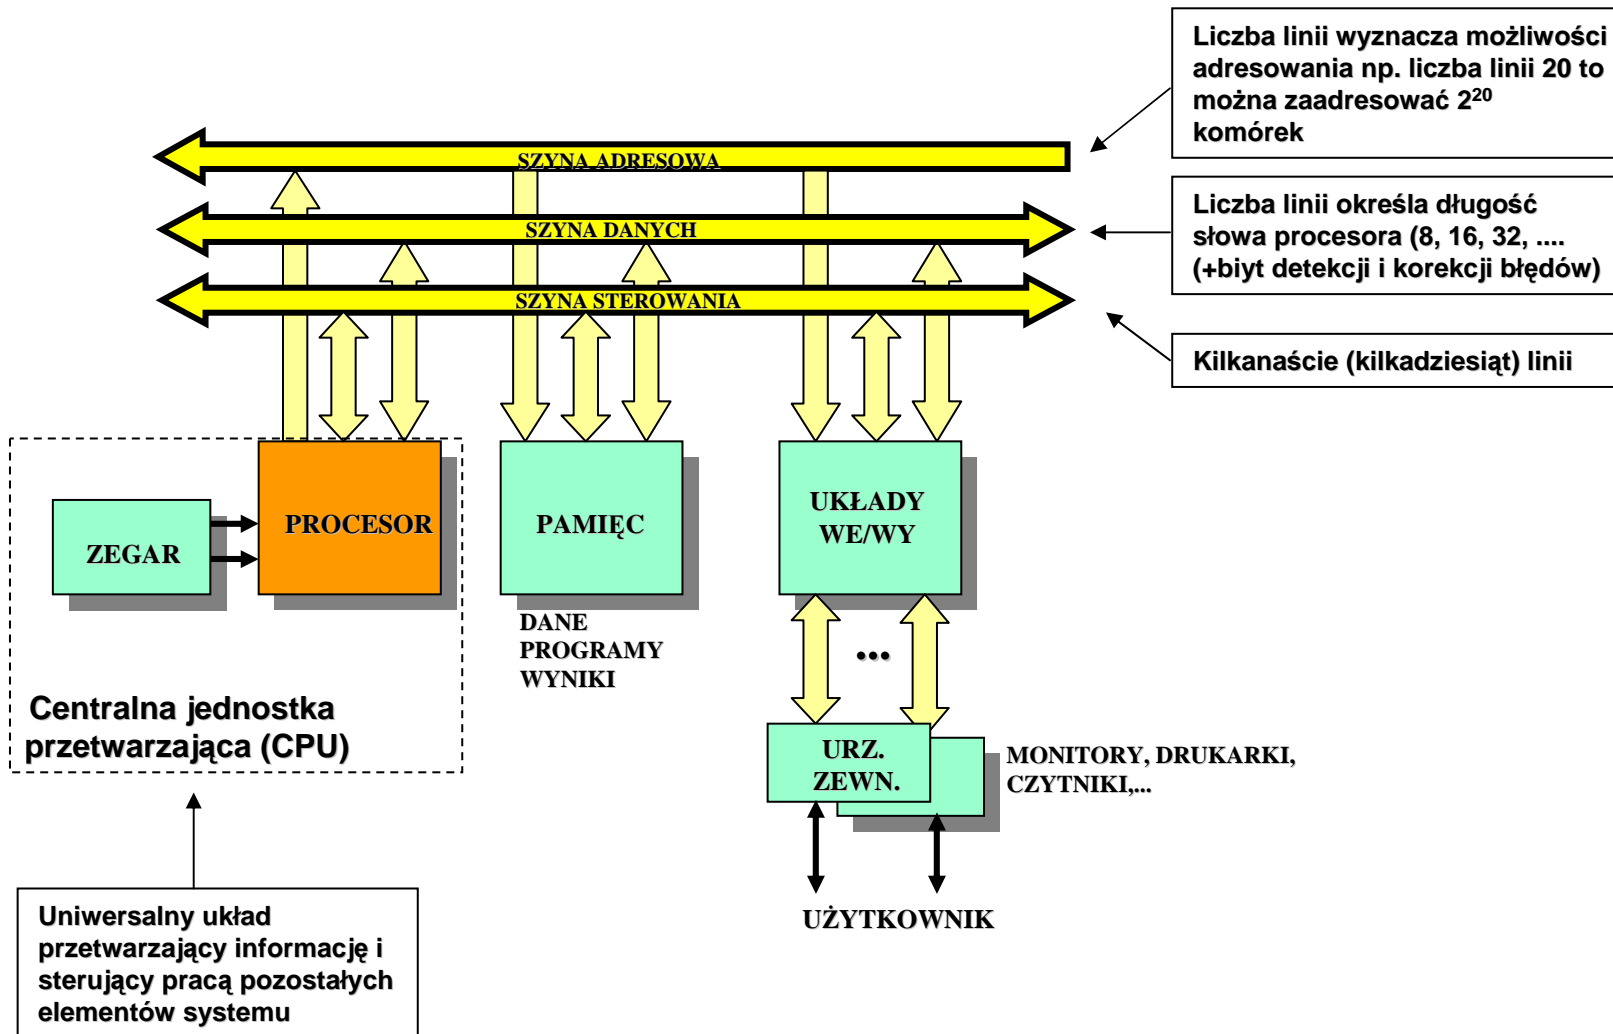 Liczba linii wyznacza możliwości
adresowania np. liczba linii 20 to
można zaadresować 2²⁰
komórek
SZYNA ADRESOWA
Liczba linii określa długość
słowa procesora (8, 16, 32, ....
(+biyt detekcji i korekcji błędów)
SZYNA DANYCH
SZYNA STEROWANIA
Kilkanaście (kilkadziesiąt) linii
ZEGAR
PROCESOR
PAMIĘC
UKŁADY
WE/WY
DANE
PROGRAMY
WYNIKI
...
Centralna jednostka
przetwarzająca (CPU)
URZ.
ZEWN.
MONITORY, DRUKARKI,
CZYTNIKI,...
UŻYTKOWNIK
Uniwersalny układ
przetwarzający informację i
sterujący pracą pozostałych
elementów systemu